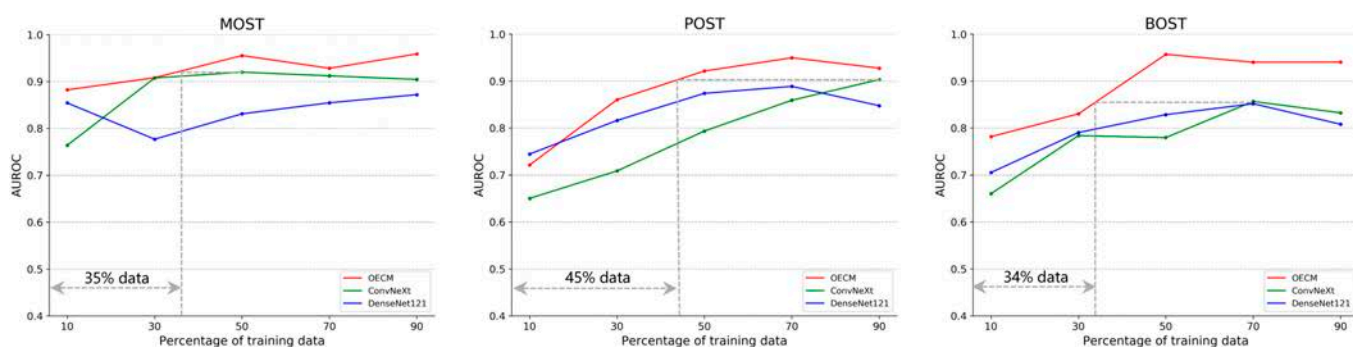 MOST
AUROC
1.0
0.9
0.8
0.7
0.6
0.5
0.4
35% data
OECM
ConvNeXt
DenseNet121
10 30 50 70 90
Percentage of training data
POST
AUROC
1.0
0.9
0.8
0.7
0.6
0.5
0.4
45% data
OECM
ConvNeXt
DenseNet121
10 30 50 70 90
Percentage of training data
BOST
AUROC
1.0
0.9
0.8
0.7
0.6
0.5
0.4
34% data
OECM
ConvNeXt
DenseNet121
10 30 50 70 90
Percentage of training data